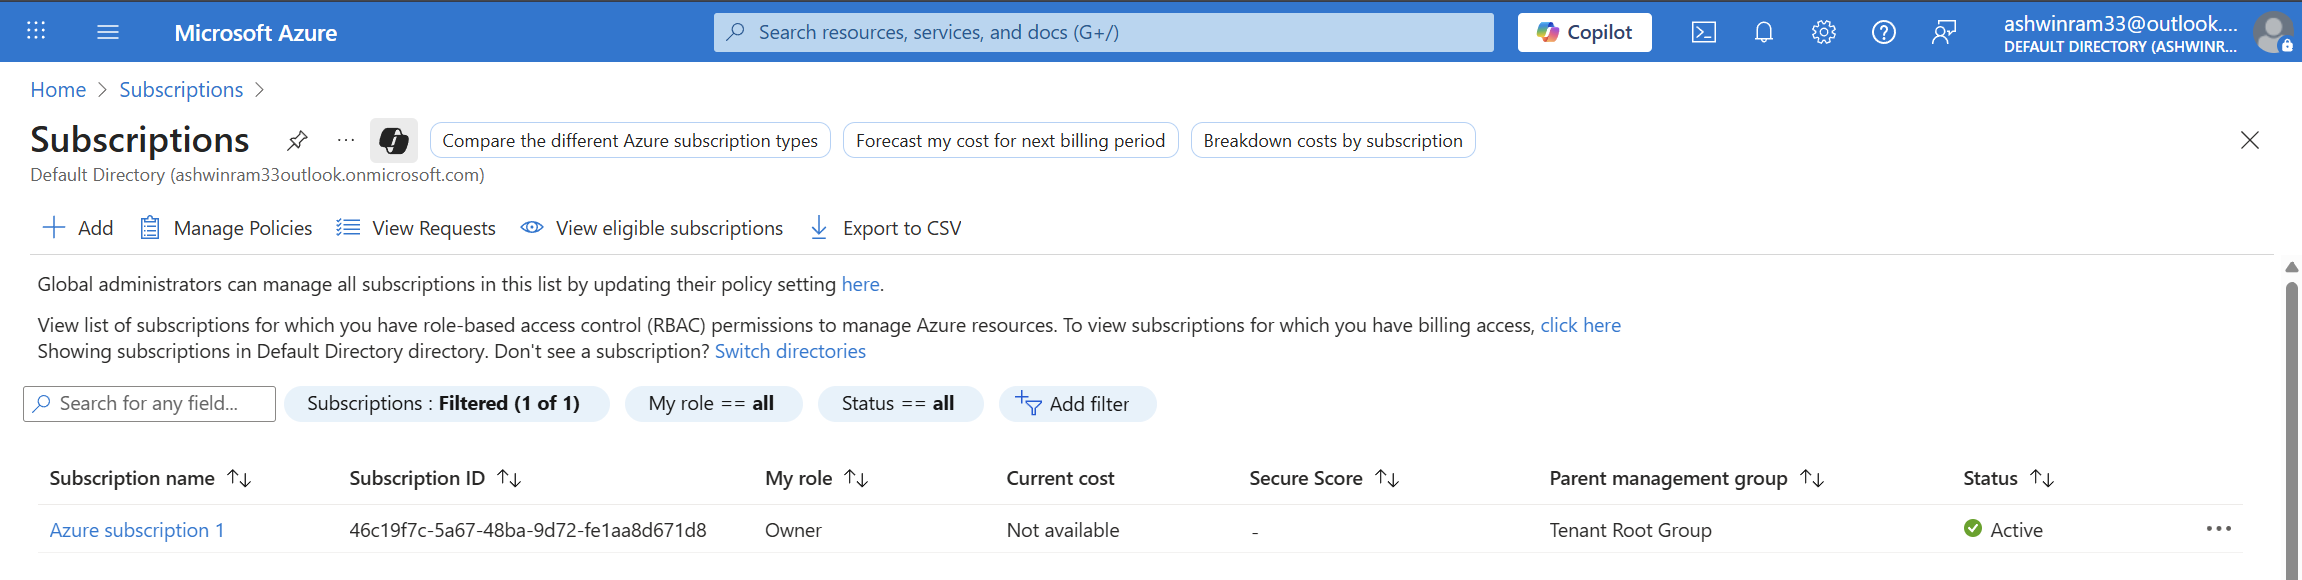 Microsoft Azure
Search resources, services, and docs (G+/)
Copilot
ashwinram33@outlook....
DEFAULT DIRECTORY (ASHWINR...
Home > Subscriptions >
Subscriptions
Compare the different Azure subscription types
Forecast my cost for next billing period
Breakdown costs by subscription
Default Directory (ashwinram33outlook.onmicrosoft.com)
Add
Manage Policies
View Requests
View eligible subscriptions
Export to CSV
Global administrators can manage all subscriptions in this list by updating their policy setting here.
View list of subscriptions for which you have role-based access control (RBAC) permissions to manage Azure resources. To view subscriptions for which you have billing access, click here
Showing subscriptions in Default Directory directory. Don't see a subscription? Switch directories
Search for any field...
Subscriptions : Filtered (1 of 1)
My role == all
Status == all
Add filter
Subscription name Subscription ID My role Current cost Secure Score Parent management group Status
Azure subscription 1 46c19f7c-5a67-48ba-9d72-fe1aa8d671d8 Owner Not available - Tenant Root Group Active